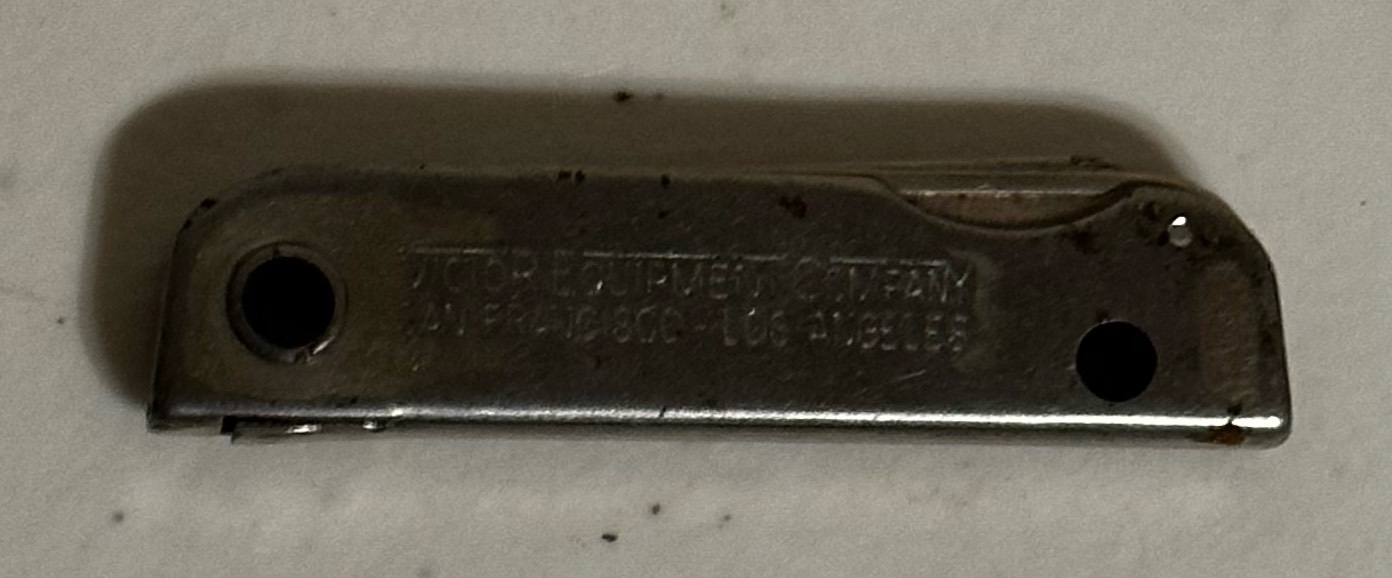 VICTOR EQUIPMENT COMPANY
SAN FRANCISCO - LOS ANGELES